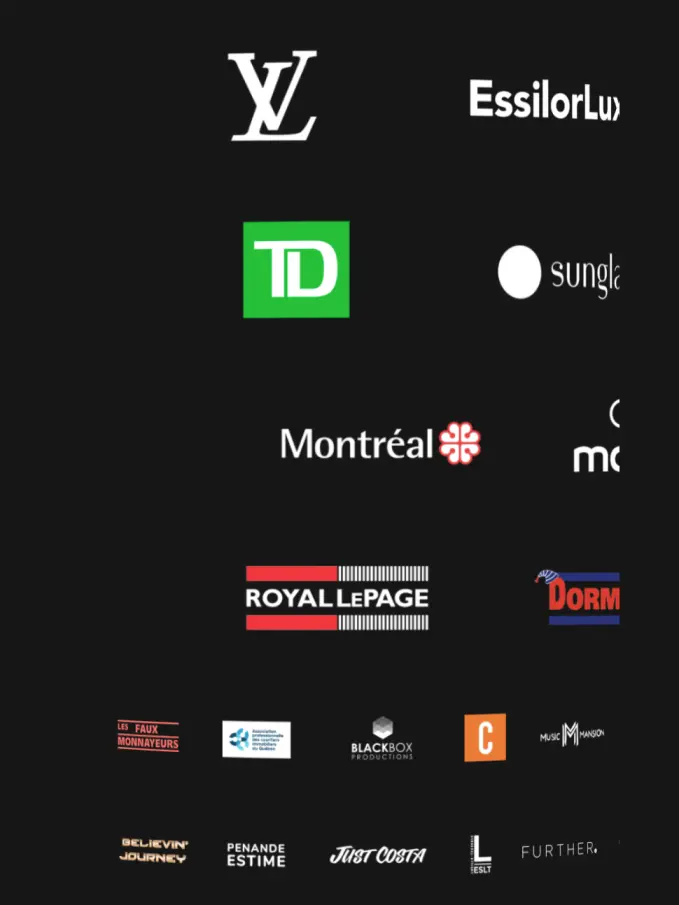 LV
EssilorLux
TD
sungla
Montréal
mo
ROYAL LEPAGE
DORM
LES FAUX
MONNAYEURS
Association
professionnelle
des courtiers
immobiliers
du Québec
BLACKBOX
PRODUCTIONS
C
MUSIC M MANSION
BELIEVIN'
JOURNEY
PENANDE
ESTIME
JUST COSTA
L
ESLT
FURTHER.